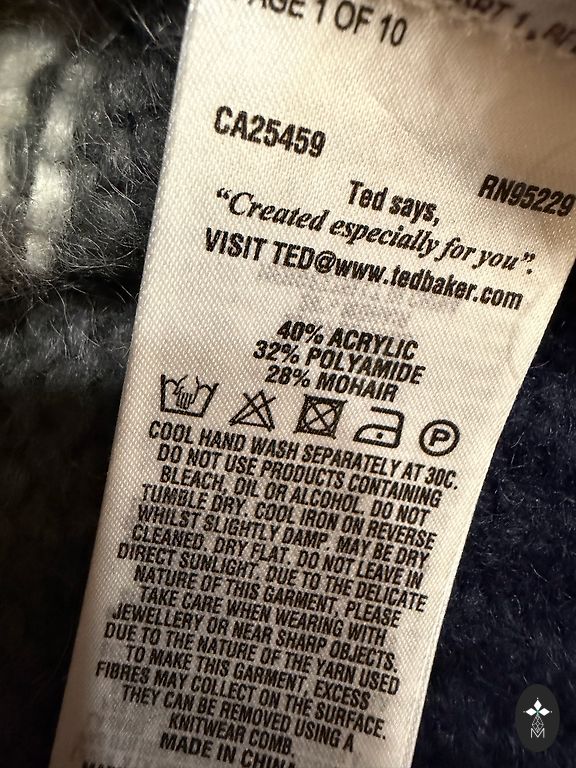 PAGE 1 OF 10
CA25459
RN95229
Ted says,
“Created especially for you”.
VISIT TED@www.tedbaker.com
40% ACRYLIC
32% POLYAMIDE
28% MOHAIR
P
COOL HAND WASH SEPARATELY AT 30C.
DO NOT USE PRODUCTS CONTAINING
BLEACH, OIL OR ALCOHOL. DO NOT
TUMBLE DRY. COOL IRON ON REVERSE
WHILST SLIGHTLY DAMP. MAY BE DRY
CLEANED. DRY FLAT. DO NOT LEAVE IN
DIRECT SUNLIGHT. DUE TO THE DELICATE
NATURE OF THIS GARMENT, PLEASE
TAKE CARE WHEN WEARING WITH
JEWELLERY OR NEAR SHARP OBJECTS.
DUE TO THE NATURE OF THE YARN USED
TO MAKE THIS GARMENT, EXCESS
FIBRES MAY COLLECT ON THE SURFACE.
THEY CAN BE REMOVED USING A
KNITWEAR COMB
MADE IN CHINA